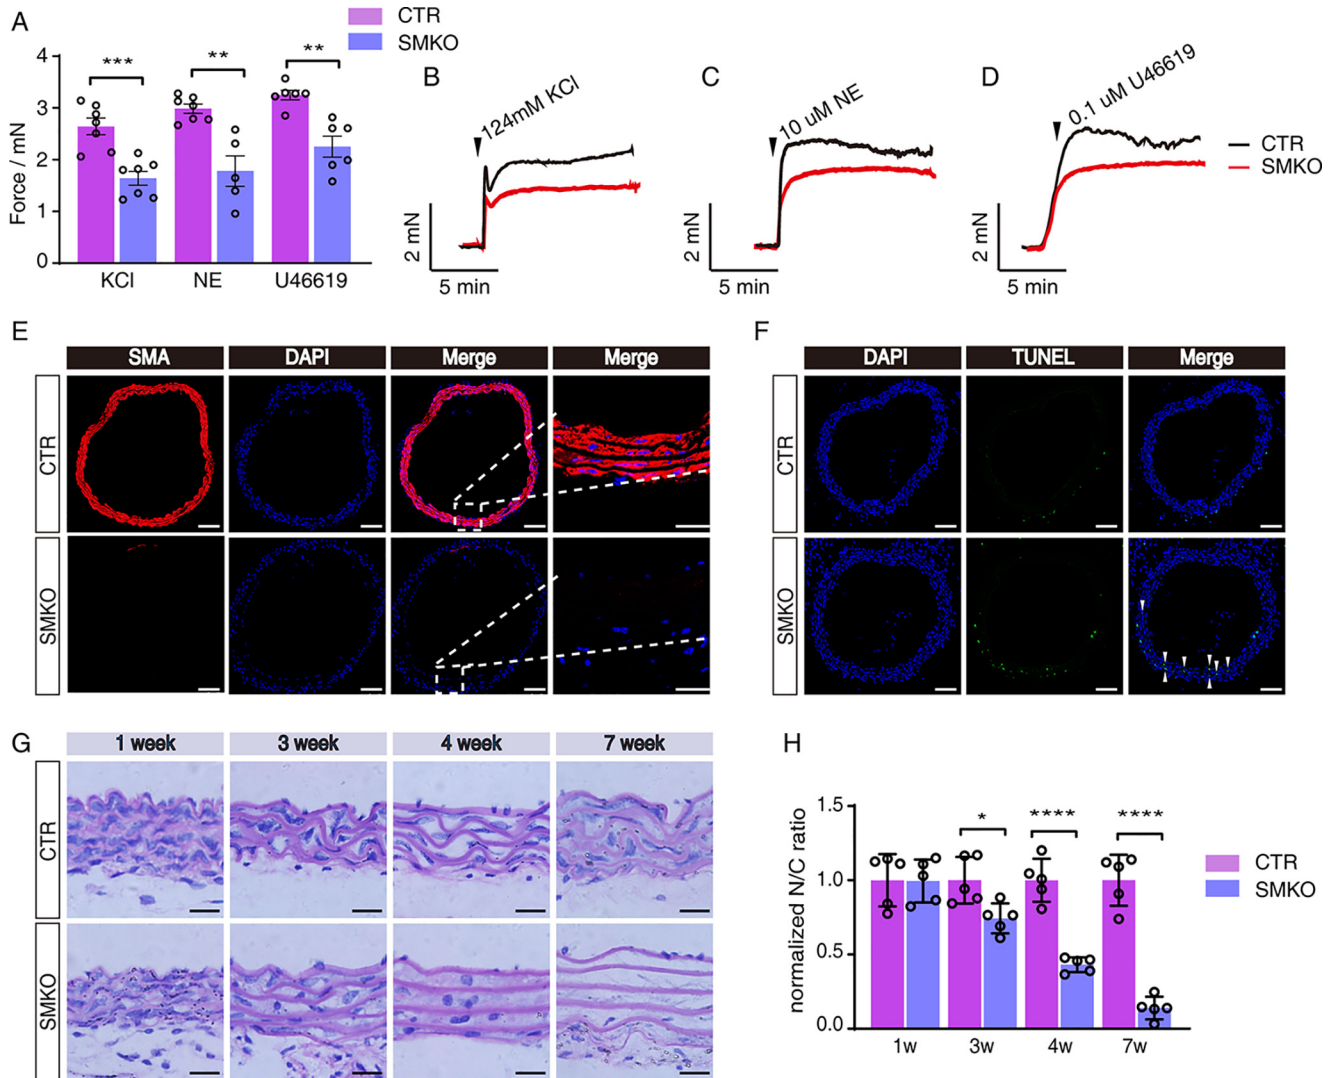 A
CTR
SMKO
Force / mN
4
3
2
1
0
***
**
**
KCl
NE
U46619
B
124mM KCl
2 mN
5 min
C
10 uM NE
2 mN
5 min
D
0.1 uM U46619
2 mN
5 min
CTR
SMKO
E
SMA
DAPI
Merge
Merge
CTR
SMKO
F
DAPI
TUNEL
Merge
CTR
SMKO
G
1 week
3 week
4 week
7 week
CTR
SMKO
H
normalized N/C ratio
1.5
1.0
0.5
0.0
*
****
****
1w
3w
4w
7w
CTR
SMKO